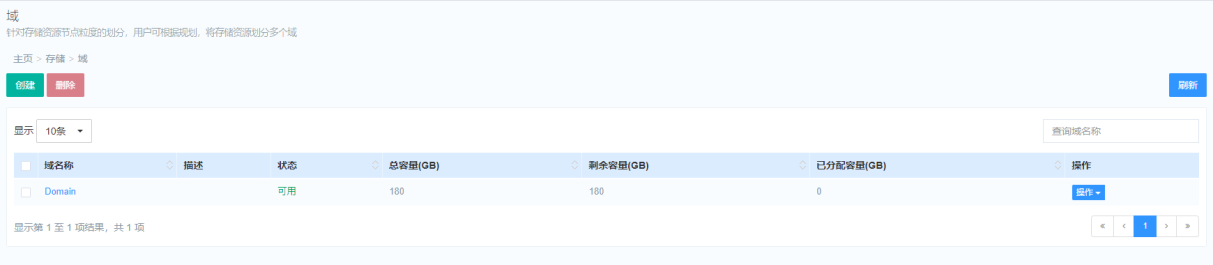 域
针对存储资源节点粒度的划分，用户可根据规划，将存储资源划分多个域
主页 > 存储 > 域
创建 删除 刷新
显示 10条 查询域名称
域名称 描述 状态 总容量(GB) 剩余容量(GB) 已分配容量(GB) 操作
Domain 可用 180 180 0 操作
显示第 1 至 1 项结果，共 1 项 « ‹ 1 › »